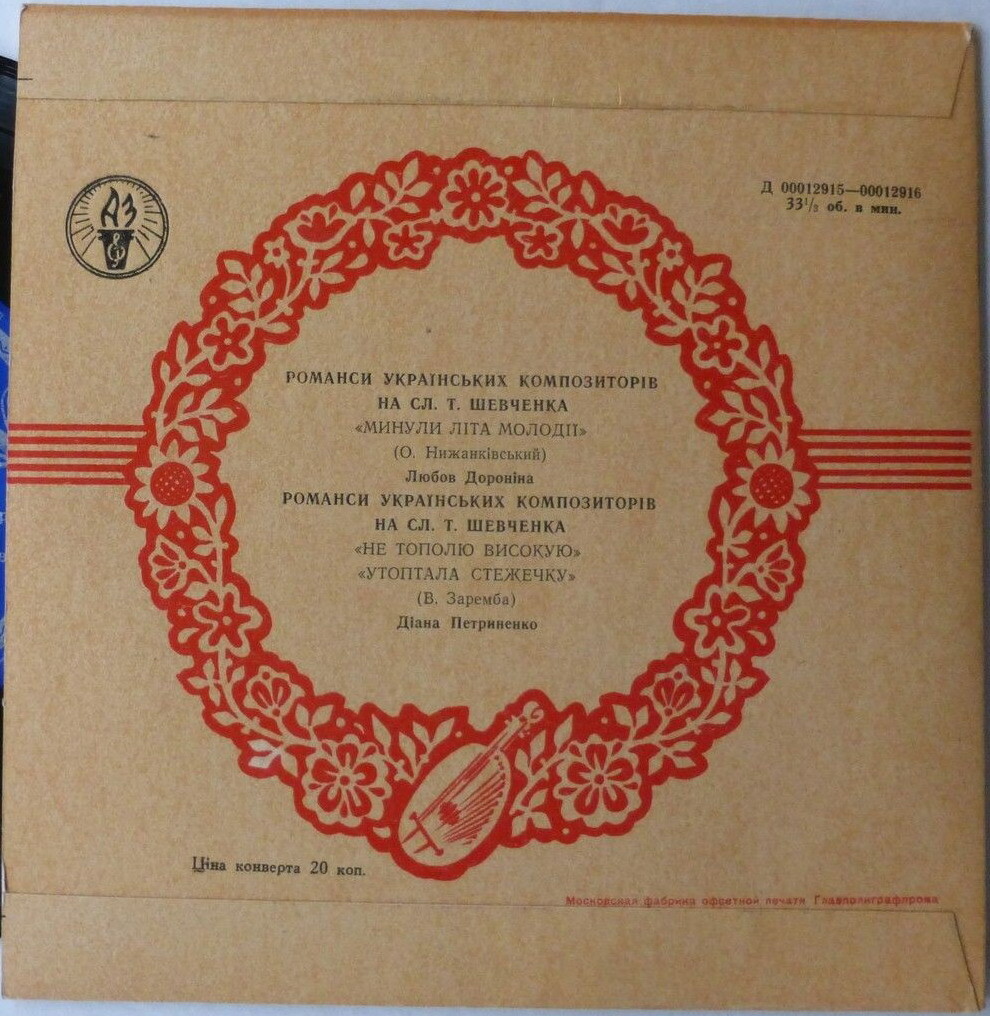 АЗ
Д 00012915—00012916
33¹/₃ об. в мин.
РОМАНСИ УКРАЇНСЬКИХ КОМПОЗИТОРІВ
НА СЛ. Т. ШЕВЧЕНКА
«МИНУЛИ ЛІТА МОЛОДІЇ»
(О. Нижанківський)
Любов Дороніна
РОМАНСИ УКРАЇНСЬКИХ КОМПОЗИТОРІВ
НА СЛ. Т. ШЕВЧЕНКА
«НЕ ТОПОЛЮ ВИСОКУЮ»
«УТОПТАЛА СТЕЖЕЧКУ»
(В. Заремба)
Діана Петриненко
Ціна конверта 20 коп.
Московская фабрика офсетной печати Главполиграфпрома